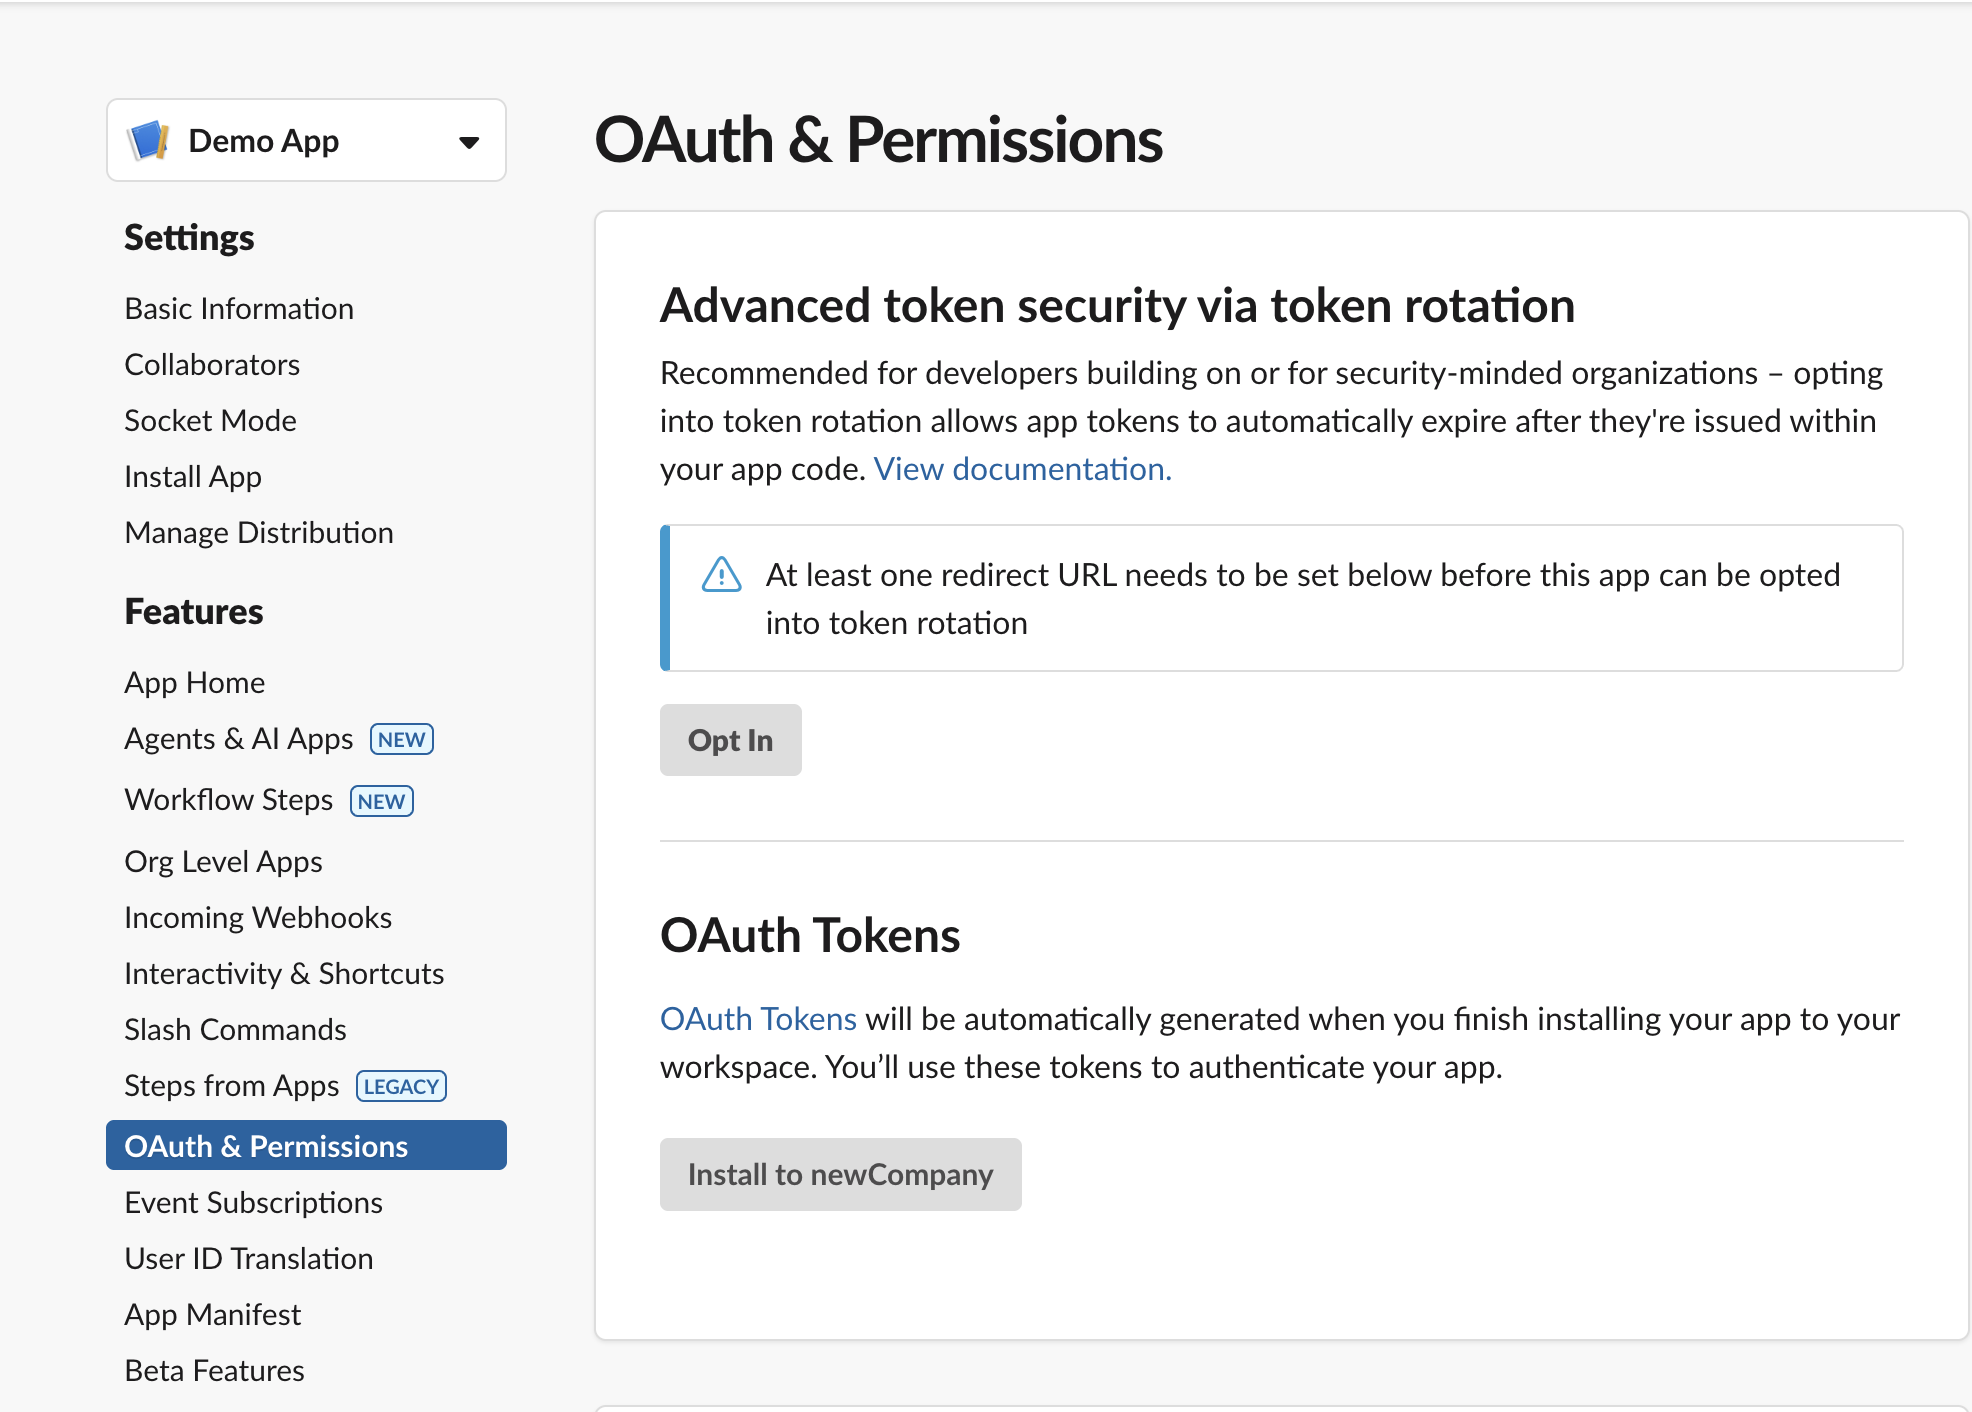 Demo App
Settings
Basic Information
Collaborators
Socket Mode
Install App
Manage Distribution
Features
App Home
Agents & AI Apps NEW
Workflow Steps NEW
Org Level Apps
Incoming Webhooks
Interactivity & Shortcuts
Slash Commands
Steps from Apps LEGACY
OAuth & Permissions
Event Subscriptions
User ID Translation
App Manifest
Beta Features
OAuth & Permissions
Advanced token security via token rotation
Recommended for developers building on or for security-minded organizations – opting
into token rotation allows app tokens to automatically expire after they're issued within
your app code. View documentation.
At least one redirect URL needs to be set below before this app can be opted
into token rotation
Opt In
OAuth Tokens
OAuth Tokens will be automatically generated when you finish installing your app to your
workspace. You’ll use these tokens to authenticate your app.
Install to newCompany